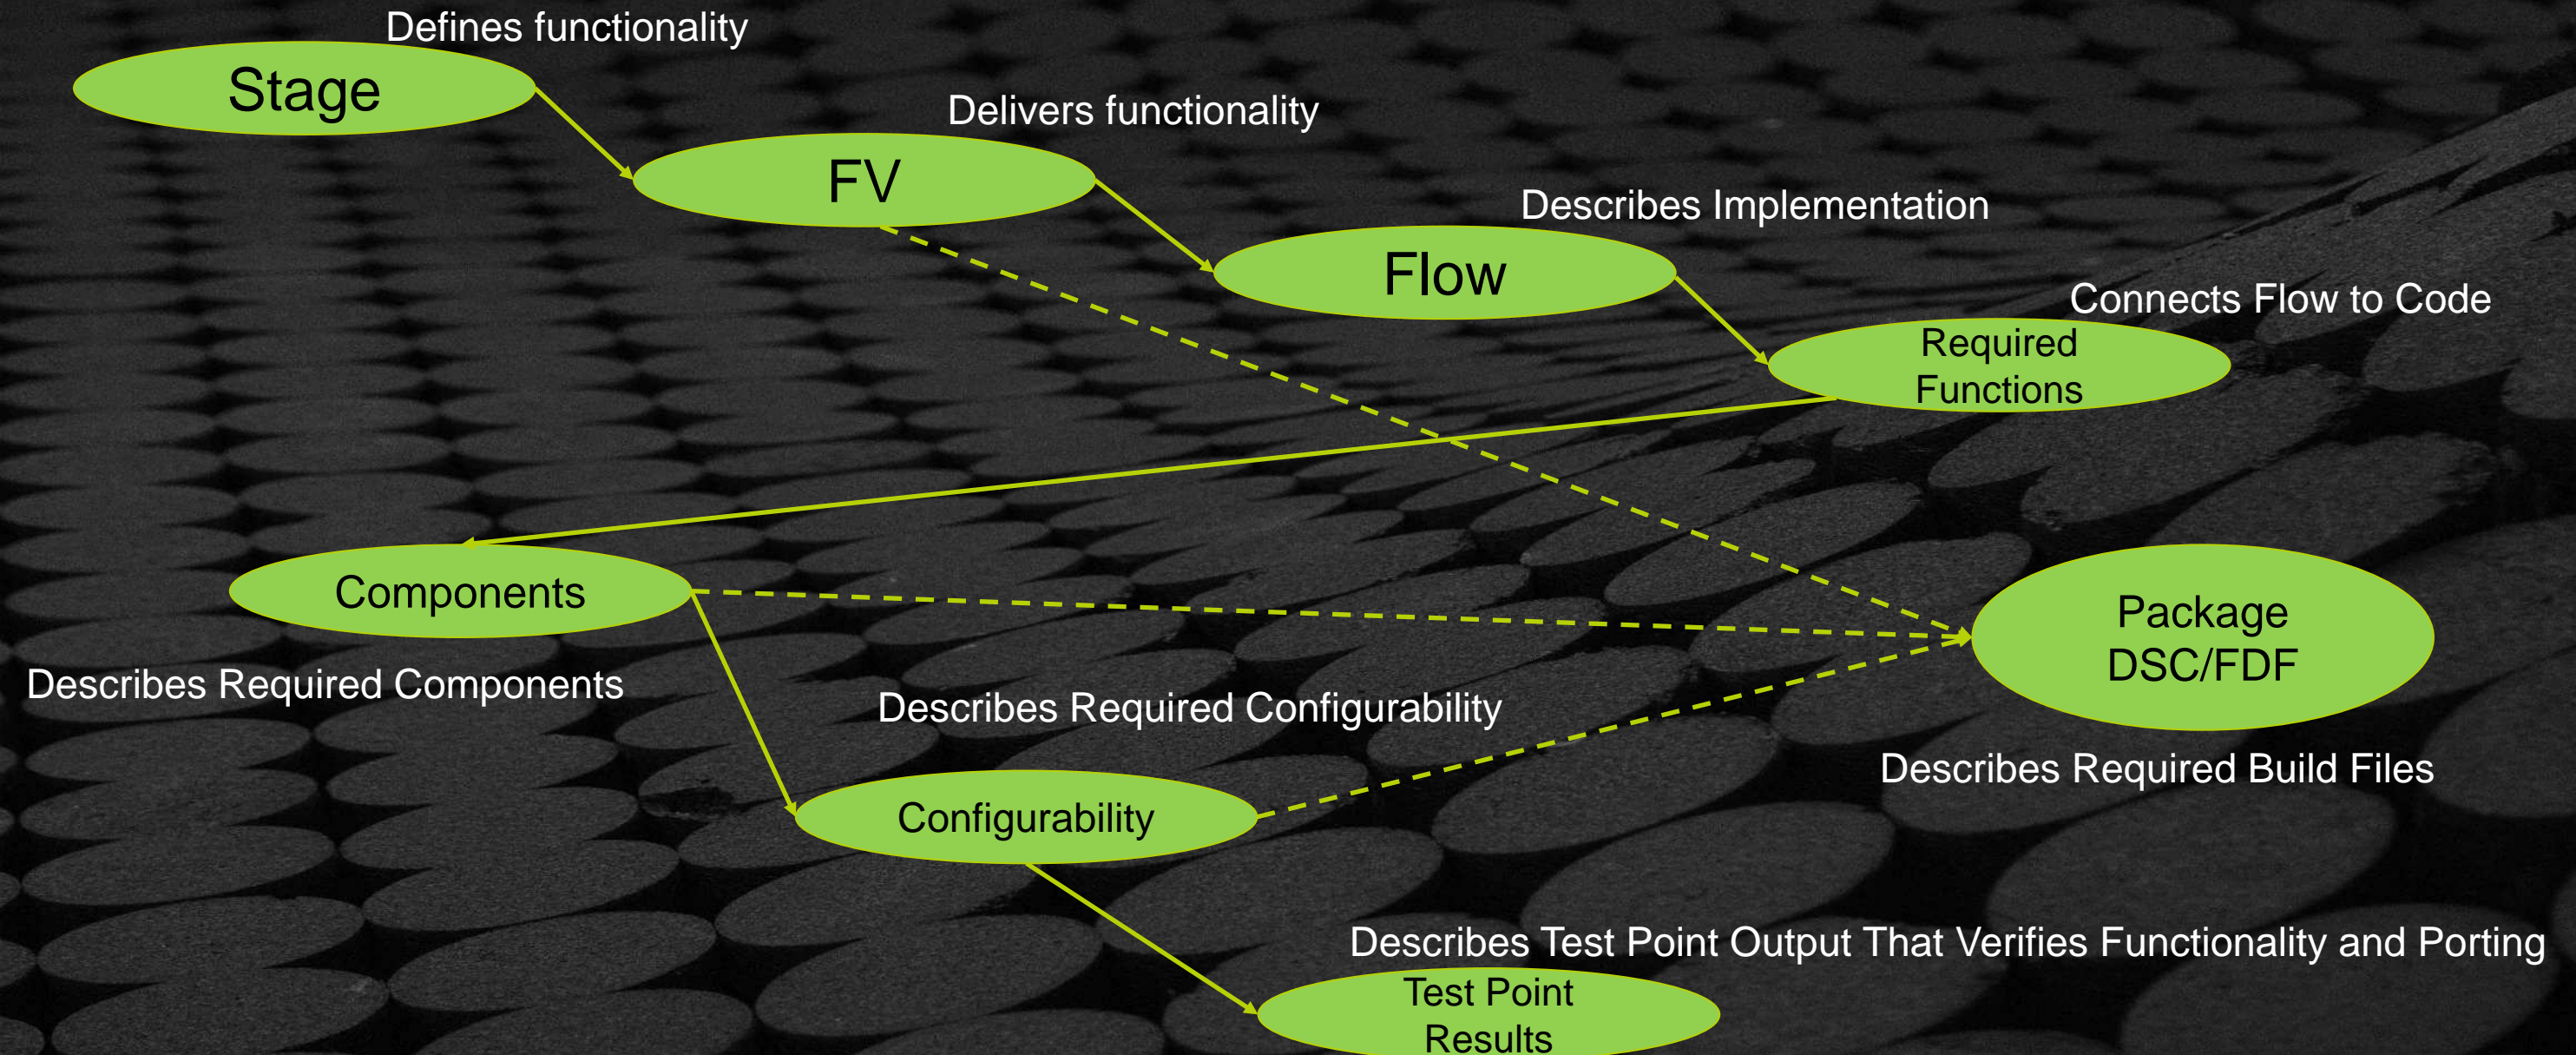 Defines functionality
Stage
Delivers functionality
FV
Describes Implementation
Flow
Connects Flow to Code
Required
Functions
Components
Package
DSC/FDF
Describes Required Components
Describes Required Configurability
Describes Required Build Files
Configurability
Describes Test Point Output That Verifies Functionality and Porting
Test Point
Results